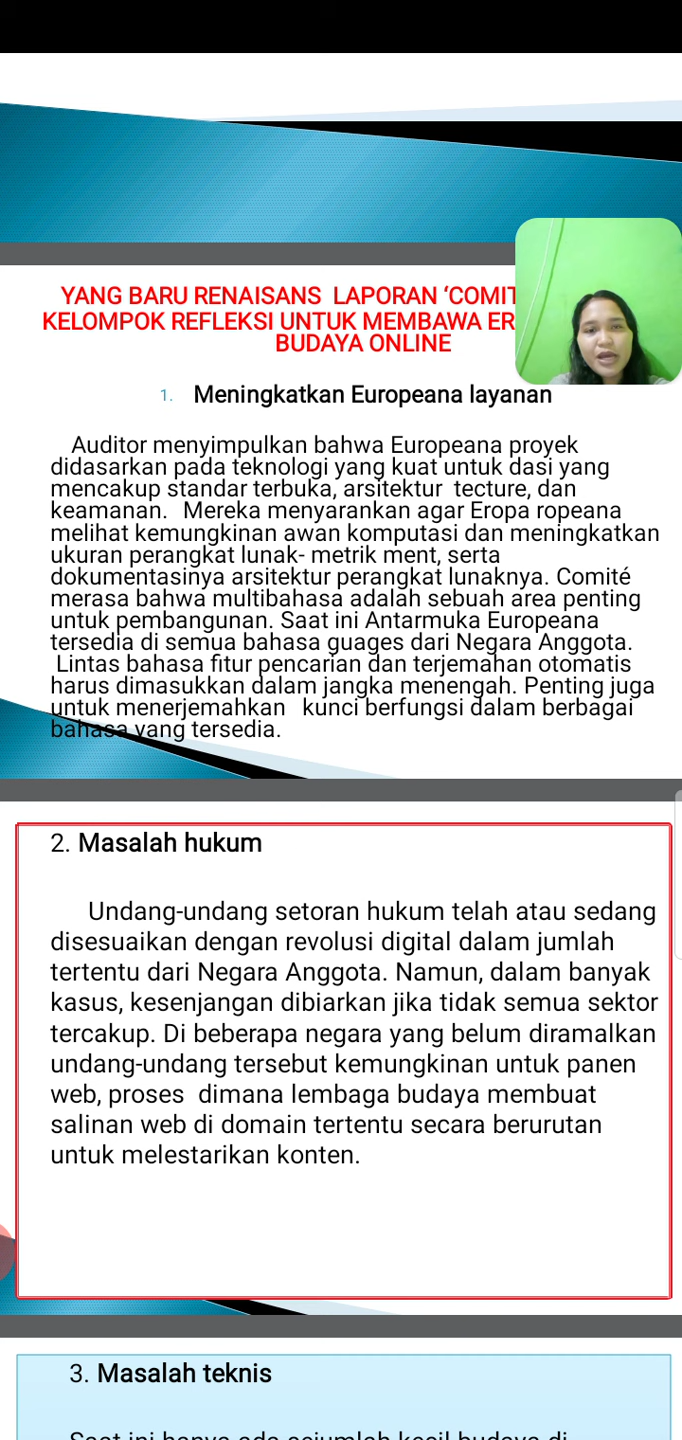 YANG BARU RENAISANS LAPORAN ‘COMIT
KELOMPOK REFLEKSI UNTUK MEMBAWA ER
BUDAYA ONLINE
1. Meningkatkan Europeana layanan
Auditor menyimpulkan bahwa Europeana proyek
didasarkan pada teknologi yang kuat untuk dasi yang
mencakup standar terbuka, arsitektur tecture, dan
keamanan. Mereka menyarankan agar Eropa ropeana
melihat kemungkinan awan komputasi dan meningkatkan
ukuran perangkat lunak- metrik ment, serta
dokumentasinya arsitektur perangkat lunaknya. Comité
merasa bahwa multibahasa adalah sebuah area penting
untuk pembangunan. Saat ini Antarmuka Europeana
tersedia di semua bahasa guages dari Negara Anggota.
Lintas bahasa fitur pencarian dan terjemahan otomatis
harus dimasukkan dalam jangka menengah. Penting juga
untuk menerjemahkan kunci berfungsi dalam berbagai
bahasa yang tersedia.
2. Masalah hukum
Undang-undang setoran hukum telah atau sedang
disesuaikan dengan revolusi digital dalam jumlah
tertentu dari Negara Anggota. Namun, dalam banyak
kasus, kesenjangan dibiarkan jika tidak semua sektor
tercakup. Di beberapa negara yang belum diramalkan
undang-undang tersebut kemungkinan untuk panen
web, proses dimana lembaga budaya membuat
salinan web di domain tertentu secara berurutan
untuk melestarikan konten.
3. Masalah teknis
Saat ini hanya ada sejumlah kecil budaya di